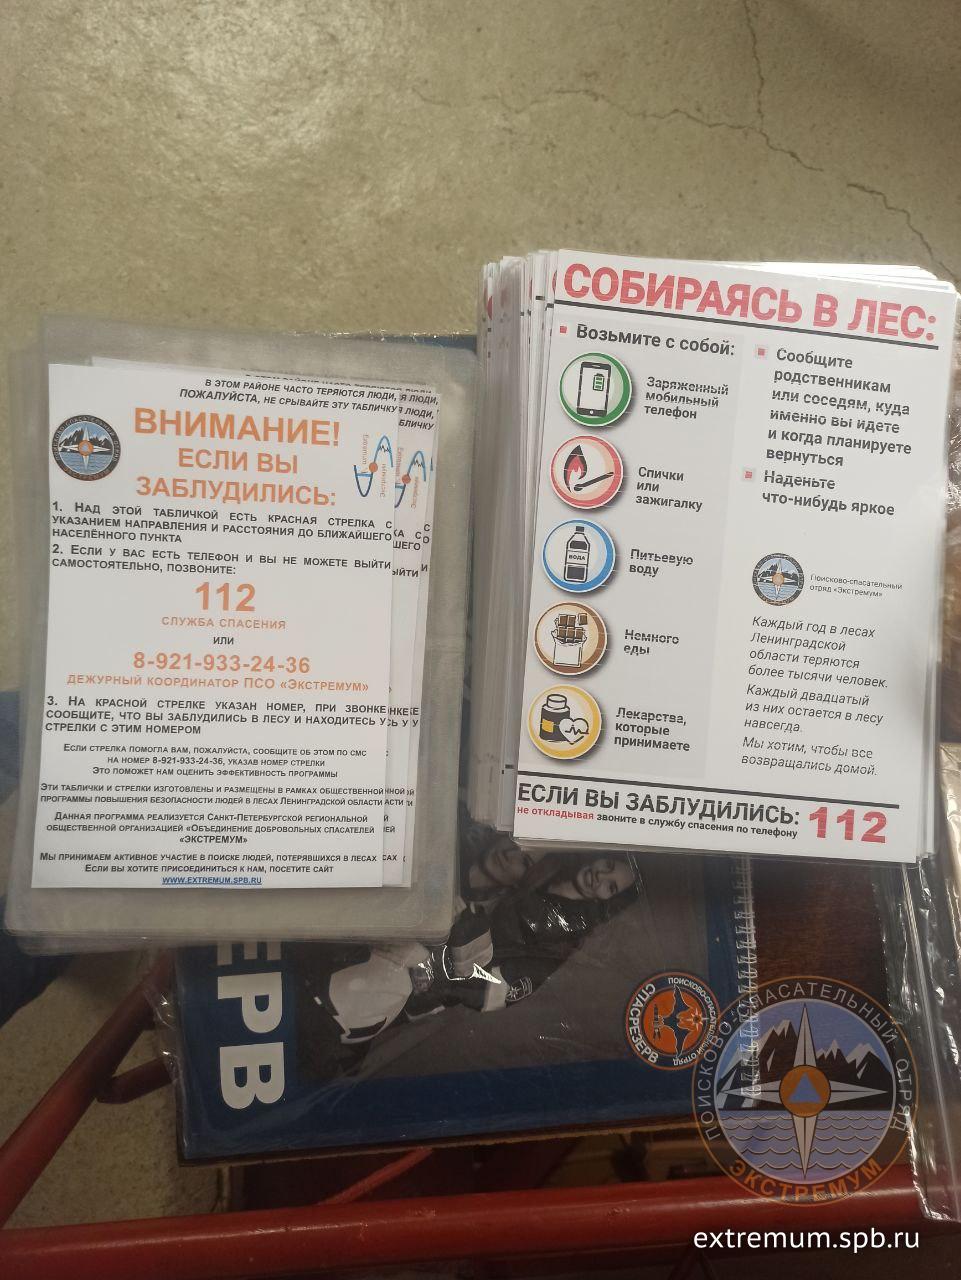 В ЭТОМ РАЙОНЕ ЧАСТО ТЕРЯЮТСЯ ЛЮДИ,
ПОЖАЛУЙСТА, НЕ СРЫВАЙТЕ ЭТУ ТАБЛИЧКУ
ВНИМАНИЕ!
ЕСЛИ ВЫ
ЗАБЛУДИЛИСЬ:
1. НАД ЭТОЙ ТАБЛИЧКОЙ ЕСТЬ КРАСНАЯ СТРЕЛКА С
УКАЗАНИЕМ НАПРАВЛЕНИЯ И РАССТОЯНИЯ ДО БЛИЖАЙШЕГО
НАСЕЛЁННОГО ПУНКТА
2. ЕСЛИ У ВАС ЕСТЬ ТЕЛЕФОН И ВЫ НЕ МОЖЕТЕ ВЫЙТИ
САМОСТОЯТЕЛЬНО, ПОЗВОНИТЕ:
112
СЛУЖБА СПАСЕНИЯ
ИЛИ
8-921-933-24-36
ДЕЖУРНЫЙ КООРДИНАТОР ПСО «ЭКСТРЕМУМ»
3. НА КРАСНОЙ СТРЕЛКЕ УКАЗАН НОМЕР, ПРИ ЗВОНКЕ
СООБЩИТЕ, ЧТО ВЫ ЗАБЛУДИЛИСЬ В ЛЕСУ И НАХОДИТЕСЬ У
СТРЕЛКИ С ЭТИМ НОМЕРОМ
ЕСЛИ СТРЕЛКА ПОМОГЛА ВАМ, ПОЖАЛУЙСТА, СООБЩИТЕ ОБ ЭТОМ ПО СМС
НА НОМЕР 8-921-933-24-36, УКАЗАВ НОМЕР СТРЕЛКИ
ЭТО ПОМОЖЕТ НАМ ОЦЕНИТЬ ЭФФЕКТИВНОСТЬ ПРОГРАММЫ
ЭТИ ТАБЛИЧКИ И СТРЕЛКИ ИЗГОТОВЛЕНЫ И РАЗМЕЩЕНЫ В РАМКАХ ОБЩЕСТВЕННОЙ
ПРОГРАММЫ ПОВЫШЕНИЯ БЕЗОПАСНОСТИ ЛЮДЕЙ В ЛЕСАХ ЛЕНИНГРАДСКОЙ ОБЛАСТИ
ДАННАЯ ПРОГРАММА РЕАЛИЗУЕТСЯ САНКТ-ПЕТЕРБУРГСКОЙ РЕГИОНАЛЬНОЙ
ОБЩЕСТВЕННОЙ ОРГАНИЗАЦИЕЙ «ОБЪЕДИНЕНИЕ ДОБРОВОЛЬНЫХ СПАСАТЕЛЕЙ
«ЭКСТРЕМУМ»
МЫ ПРИНИМАЕМ АКТИВНОЕ УЧАСТИЕ В ПОИСКЕ ЛЮДЕЙ, ПОТЕРЯВШИХСЯ В ЛЕСАХ
ЕСЛИ ВЫ ХОТИТЕ ПРИСОЕДИНИТЬСЯ К НАМ, ПОСЕТИТЕ САЙТ
WWW.EXTREMUM.SPB.RU
СОБИРАЯСЬ В ЛЕС:
Возьмите с собой:
Заряженный
мобильный
телефон
Спички
или
зажигалку
ВОДА
Питьевую
воду
Немного
еды
Лекарства,
которые
принимаете
Сообщите
родственникам
или соседям, куда
именно вы идете
и когда планируете
вернуться
Наденьте
что-нибудь яркое
Поисково-спасательный
отряд «Экстремум»
Каждый год в лесах
Ленинградской
области теряются
более тысячи человек.
Каждый двадцатый
из них остается в лесу
навсегда.
Мы хотим, чтобы все
возвращались домой.
ЕСЛИ ВЫ ЗАБЛУДИЛИСЬ:
не откладывая звоните в службу спасения по телефону
112
ЕРВ
ПОИСКОВО-СПАСАТЕЛЬНЫЙ ОТРЯД
СПАСРЕЗЕРВ
ПОИСКОВО-СПАСАТЕЛЬНЫЙ ОТРЯД
ЭКСТРЕМУМ
extremum.spb.ru